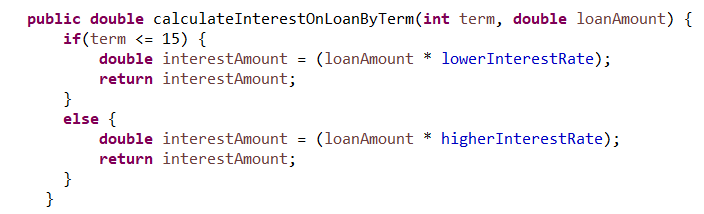 public double calculateInterestOnLoanByTerm(int term, double loanAmount) {
if(term <= 15) {
double interestAmount = (loanAmount * lowerInterestRate);
return interestAmount;
}
else {
double interestAmount = (loanAmount * higherInterestRate);
return interestAmount;
}
}